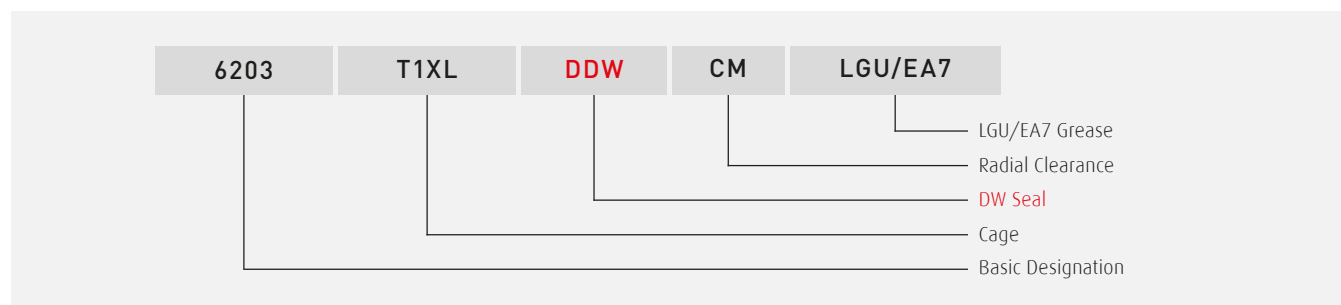 6203 T1XL DDW CM LGU/EA7
LGU/EA7 Grease
Radial Clearance
DW Seal
Cage
Basic Designation